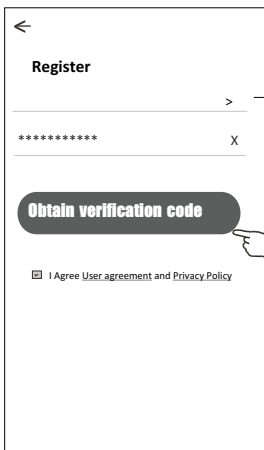 Register
>
*********** X
Obtain verification code
I Agree User agreement and Privacy Policy